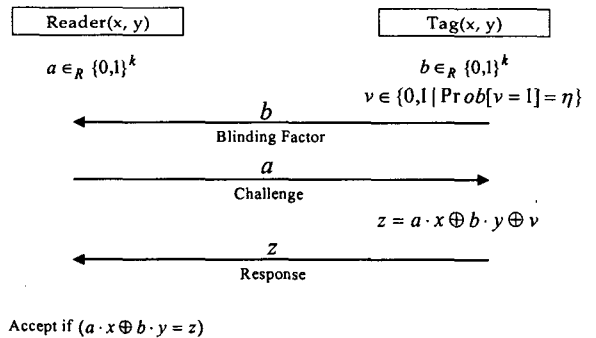 Reader(x, y)
Tag(x, y)
a ∈_R {0,1}^k
b ∈_R {0,1}^k
ν ∈ {0,1 | Prob[ν = 1] = η}
b
Blinding Factor
a
Challenge
z = a · x ⊕ b · y ⊕ ν
z
Response
Accept if (a · x ⊕ b · y = z)